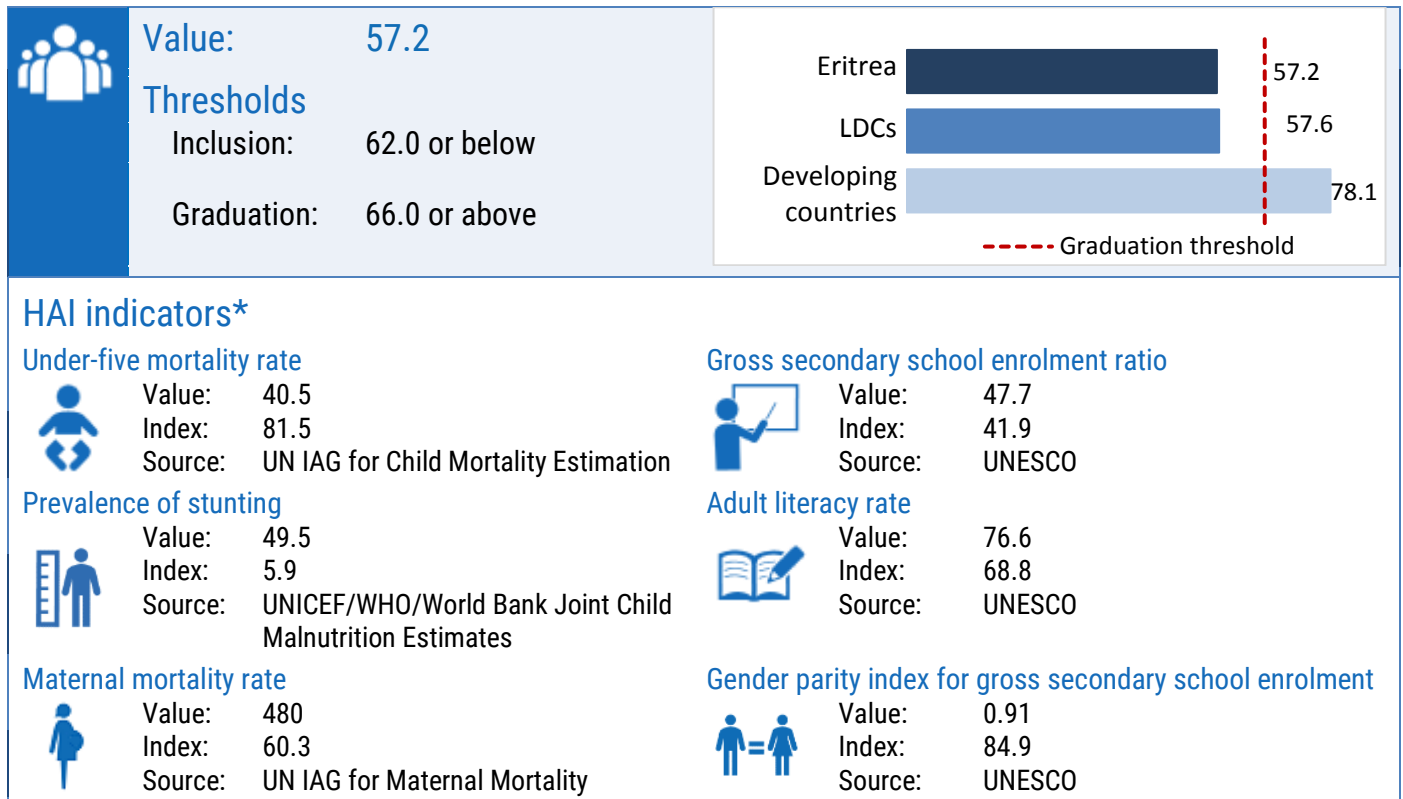 Value: 57.2
Thresholds
Inclusion: 62.0 or below
Graduation: 66.0 or above
Eritrea 57.2
LDCs 57.6
Developing
countries 78.1
Graduation threshold
HAI indicators*
Under-five mortality rate
Value: 40.5
Index: 81.5
Source: UN IAG for Child Mortality Estimation
Prevalence of stunting
Value: 49.5
Index: 5.9
Source: UNICEF/WHO/World Bank Joint Child
Malnutrition Estimates
Maternal mortality rate
Value: 480
Index: 60.3
Source: UN IAG for Maternal Mortality
Gross secondary school enrolment ratio
Value: 47.7
Index: 41.9
Source: UNESCO
Adult literacy rate
Value: 76.6
Index: 68.8
Source: UNESCO
Gender parity index for gross secondary school enrolment
Value: 0.91
Index: 84.9
Source: UNESCO